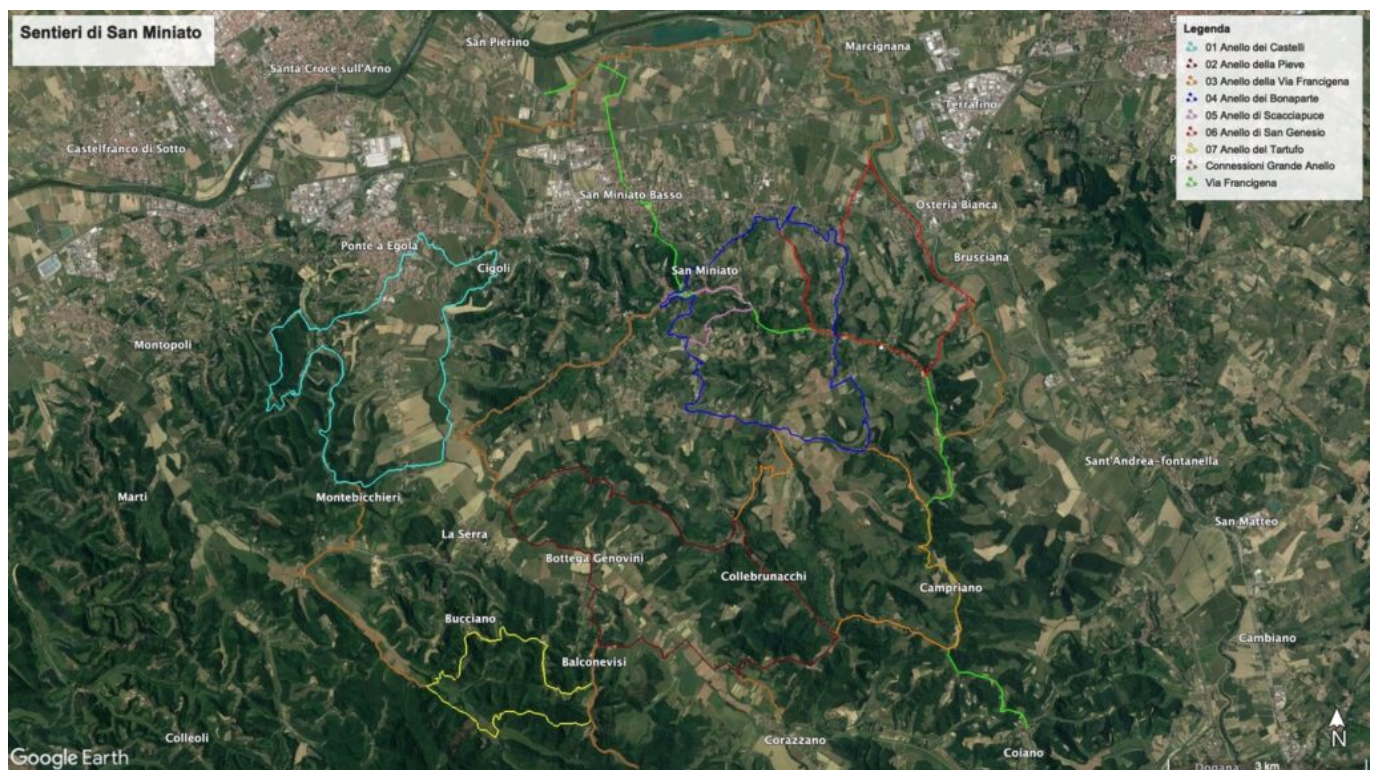 Sentieri di San Miniato
Legenda
01 Anello dei Castelli
02 Anello della Pieve
03 Anello della Via Francigena
04 Anello dei Bonaparte
05 Anello di Scacciapuce
06 Anello di San Genesio
07 Anello del Tartufo
Connessioni Grande Anello
Via Francigena
San Pierino
Marcignana
Santa Croce sull'Arno
Terrafino
Castelfranco di Sotto
San Miniato Basso
Osteria Bianca
Ponte a Egola
Brusciana
Cigoli
San Miniato
Montopoli
Sant'Andrea-fontanella
Marti
Montebicchieri
San Matteo
La Serra
Bottega Genovini
Collebrunacchi
Campriano
Bucciano
Cambiano
Balconevisi
Colleoli
Corazzano
Coiano
N
Google Earth
Dogana
3 km